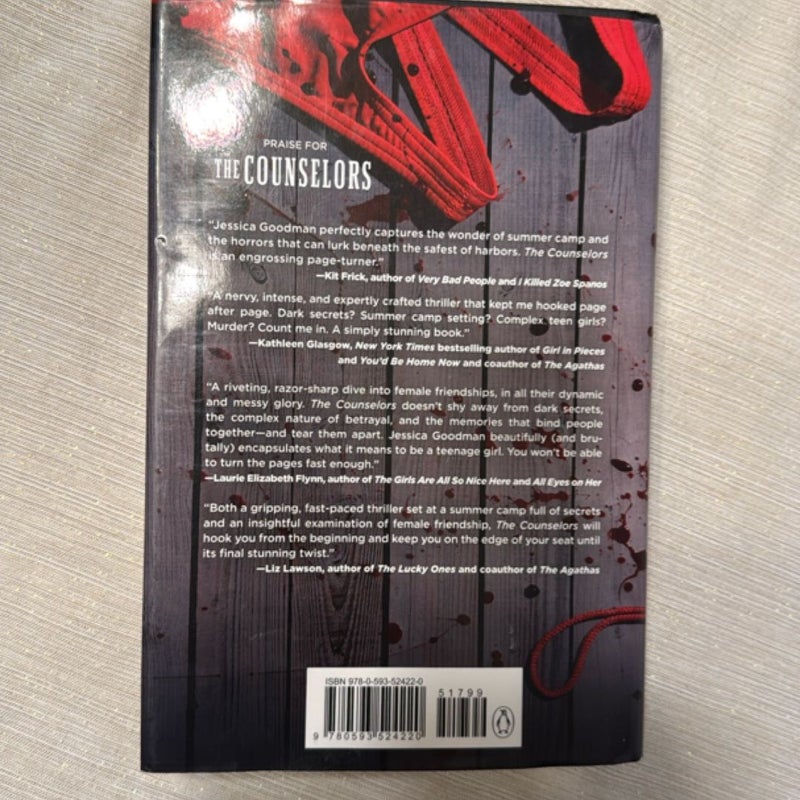 PRAISE FOR
THE COUNSELORS
“Jessica Goodman perfectly captures the wonder of summer camp and
the horrors that can lurk beneath the safest of harbors. The Counselors
is an engrossing page-turner.”
—Kit Frick, author of Very Bad People and I Killed Zoe Spanos
“A nervy, intense, and expertly crafted thriller that kept me hooked page
after page. Dark secrets? Summer camp setting? Complex teen girls?
Murder? Count me in. A simply stunning book.”
—Kathleen Glasgow, New York Times bestselling author of Girl in Pieces
and You’d Be Home Now and coauthor of The Agathas
“A riveting, razor-sharp dive into female friendships, in all their dynamic
and messy glory. The Counselors doesn’t shy away from dark secrets,
the complex nature of betrayal, and the memories that bind people
together—and tear them apart. Jessica Goodman beautifully (and bru-
tally) encapsulates what it means to be a teenage girl. You won’t be able
to turn the pages fast enough.”
—Laurie Elizabeth Flynn, author of The Girls Are All So Nice Here and All Eyes on Her
“Both a gripping, fast-paced thriller set at a summer camp full of secrets
and an insightful examination of female friendship, The Counselors will
hook you from the beginning and keep you on the edge of your seat until
its final stunning twist.”
—Liz Lawson, author of The Lucky Ones and coauthor of The Agathas
ISBN 978-0-593-52422-0
51799
9 780593 524220